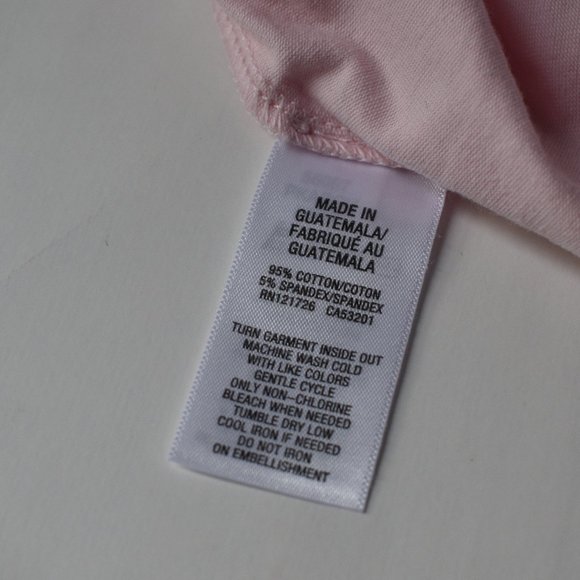 MADE IN
GUATEMALA/
FABRIQUÉ AU
GUATEMALA
95% COTTON/COTON
5% SPANDEX/SPANDEX
RN121726 CA53201
TURN GARMENT INSIDE OUT
MACHINE WASH COLD
WITH LIKE COLORS
GENTLE CYCLE
ONLY NON-CHLORINE
BLEACH WHEN NEEDED
TUMBLE DRY LOW
COOL IRON IF NEEDED
DO NOT IRON
ON EMBELLISHMENT